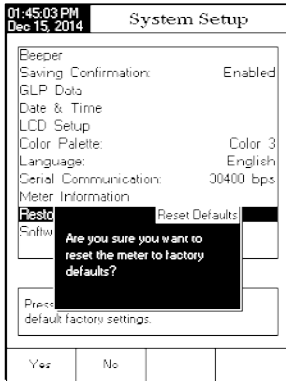 01:45:03 PM
Dec 15, 2014
System Setup
Beeper
Saving Confirmation: Enabled
GLP Data
Date & Time
LCD Setup
Color Palette: Color 3
Language: English
Serial Communication: bps
Meter Information
Resto Reset Defaults
Softw
Are you sure you want to
reset the meter to factory
defaults?
Press
default factory settings.
Yes No